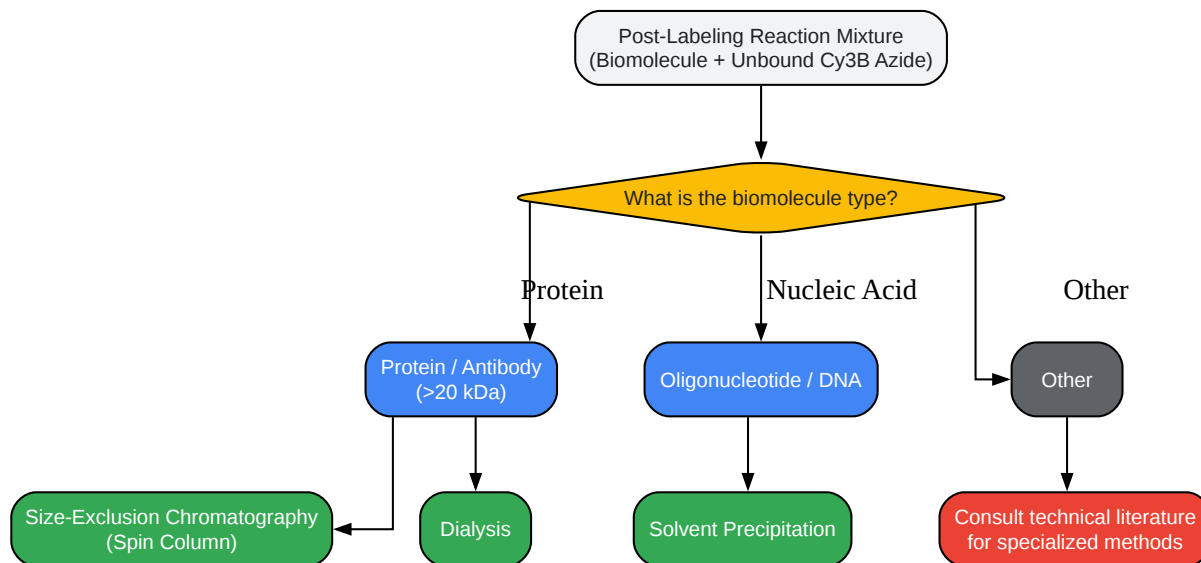 Post-Labeling Reaction Mixture
(Biomolecule + Unbound Cy3B Azide)
What is the biomolecule type?
Protein
Nucleic Acid
Other
Protein / Antibody
(>20 kDa)
Oligonucleotide / DNA
Other
Size-Exclusion Chromatography
(Spin Column)
Dialysis
Solvent Precipitation
Consult technical literature
for specialized methods